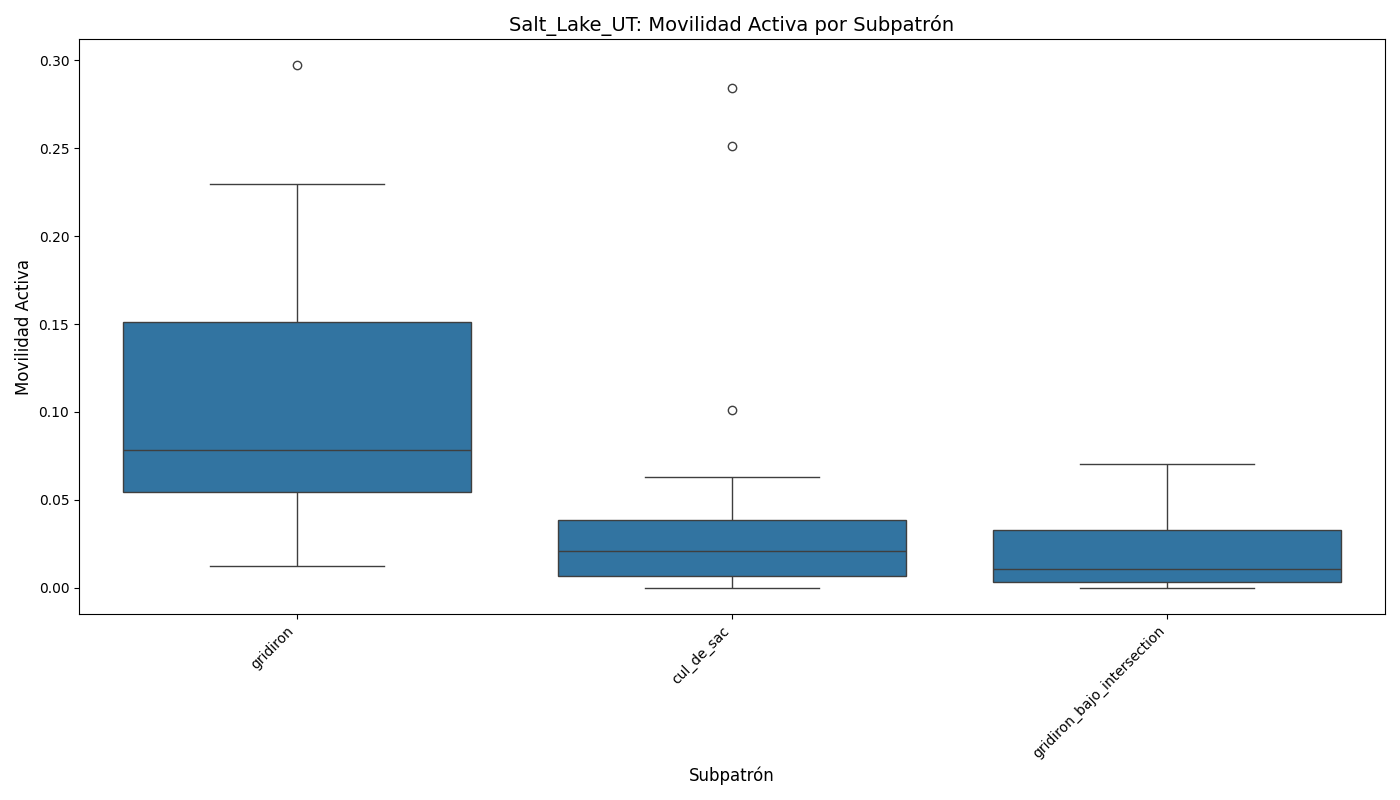 Salt_Lake_UT: Movilidad Activa por Subpatrón
Movilidad Activa
0.30
0.25
0.20
0.15
0.10
0.05
0.00
gridiron
cul_de_sac
gridiron_bajo_intersection
Subpatrón